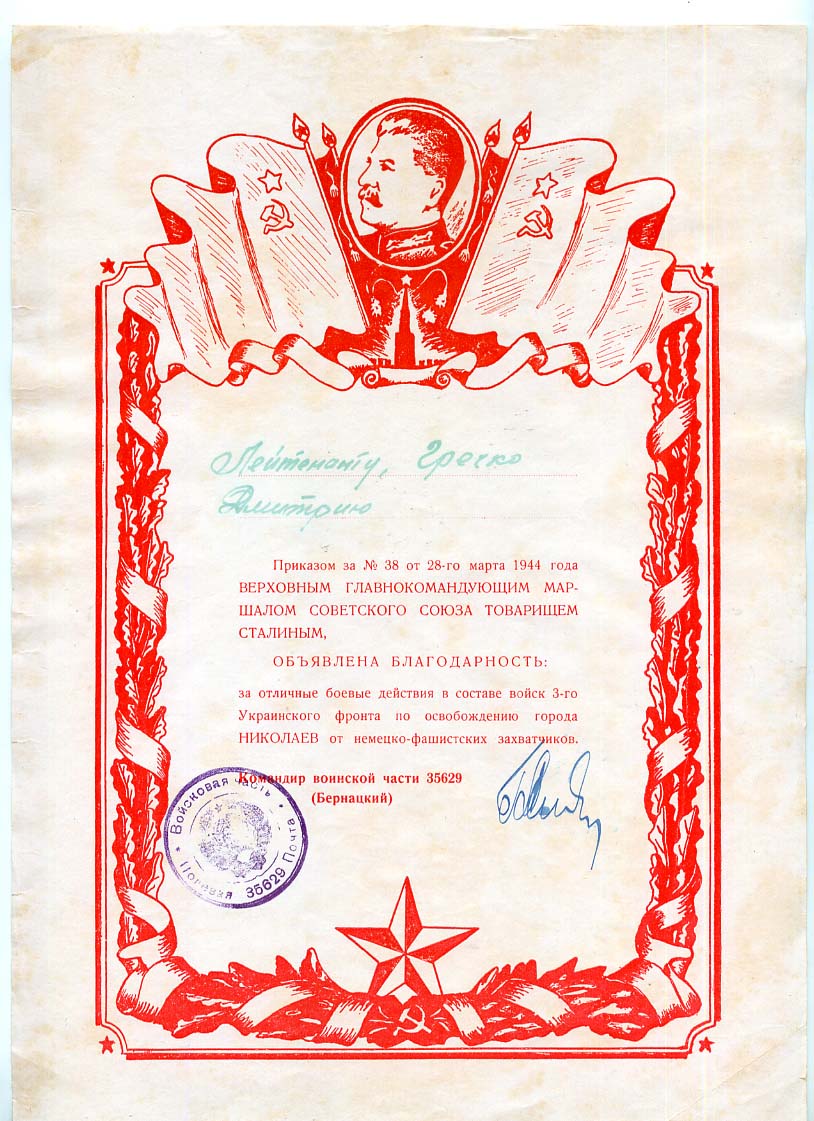 Лейтенанту, Гречко
Дмитрию
Приказом за № 38 от 28-го марта 1944 года
ВЕРХОВНЫМ ГЛАВНОКОМАНДУЮЩИМ МАР-
ШАЛОМ СОВЕТСКОГО СОЮЗА ТОВАРИЩЕМ
СТАЛИНЫМ,
ОБЪЯВЛЕНА БЛАГОДАРНОСТЬ:
за отличные боевые действия в составе войск 3-го
Украинского фронта по освобождению города
НИКОЛАЕВ от немецко-фашистских захватчиков.
Командир воинской части 35629
(Бернацкий)
Войсковая часть
Полевая Почта 35629